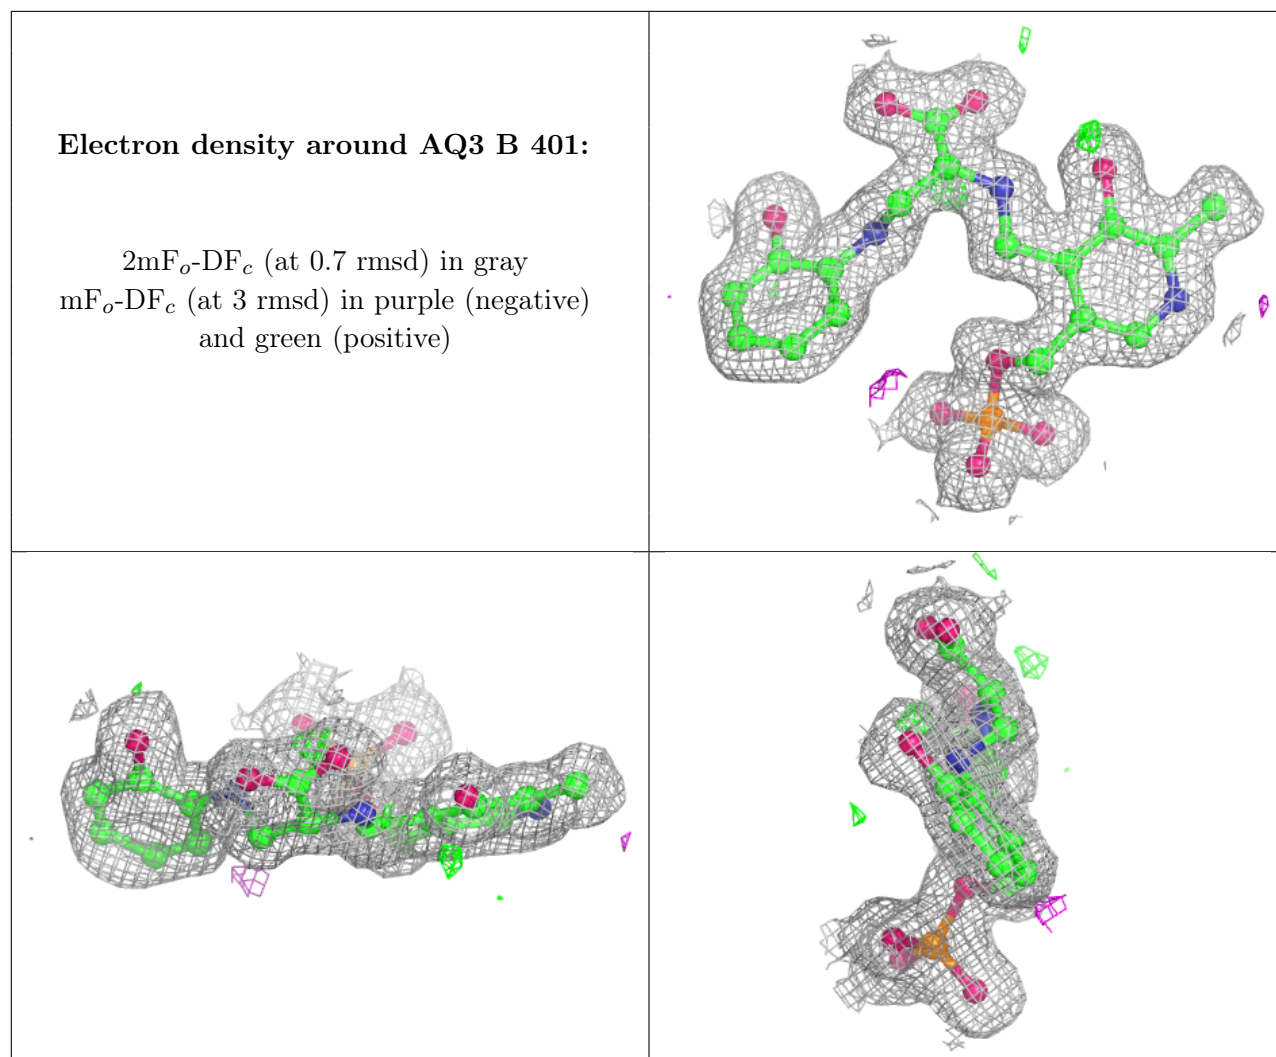 Electron density around AQ3 B 401:
2mFo-DFc (at 0.7 rmsd) in gray
mFo-DFc (at 3 rmsd) in purple (negative)
and green (positive)